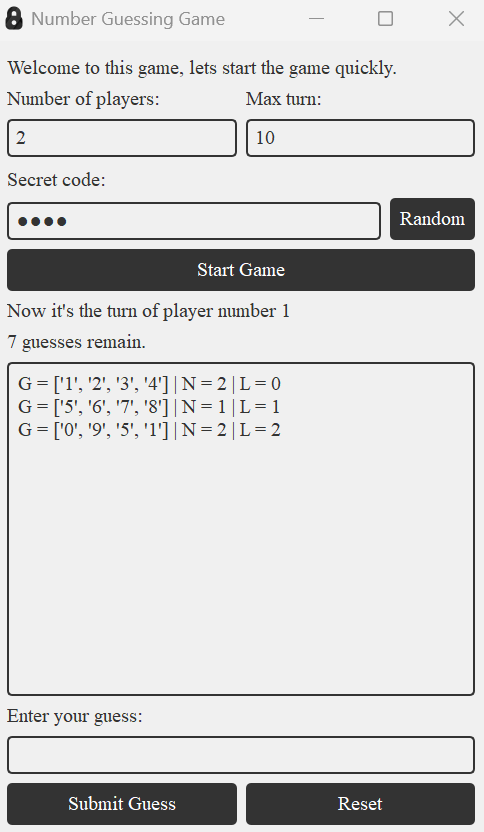 Number Guessing Game
Welcome to this game, lets start the game quickly.
Number of players: Max turn:
2 10
Secret code:
●●●● Random
Start Game
Now it's the turn of player number 1
7 guesses remain.
G = ['1', '2', '3', '4'] | N = 2 | L = 0
G = ['5', '6', '7', '8'] | N = 1 | L = 1
G = ['0', '9', '5', '1'] | N = 2 | L = 2
Enter your guess:
Submit Guess Reset